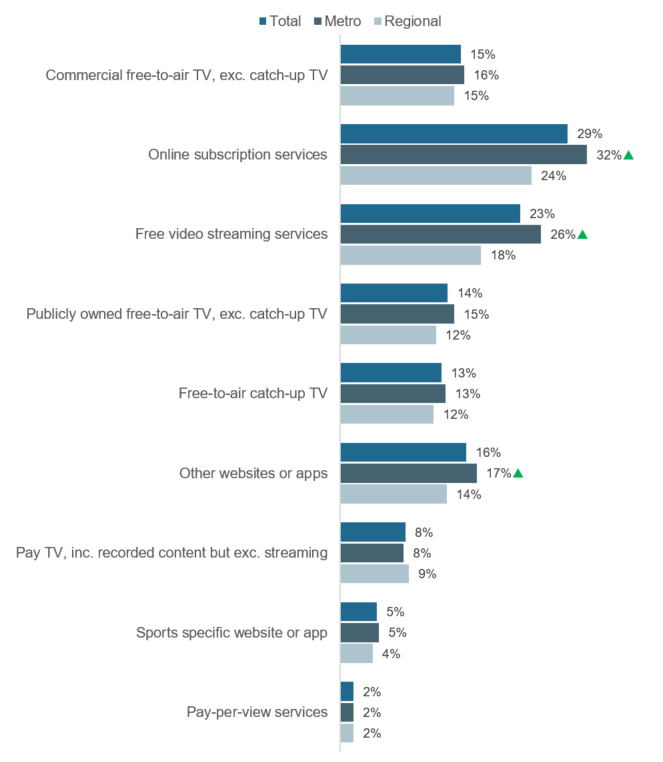 Total Metro Regional
Commercial free-to-air TV, exc. catch-up TV
15%
16%
15%
Online subscription services
29%
32%
24%
Free video streaming services
23%
26%
18%
Publicly owned free-to-air TV, exc. catch-up TV
14%
15%
12%
Free-to-air catch-up TV
13%
13%
12%
Other websites or apps
16%
17%
14%
Pay TV, inc. recorded content but exc. streaming
8%
8%
9%
Sports specific website or app
5%
5%
4%
Pay-per-view services
2%
2%
2%